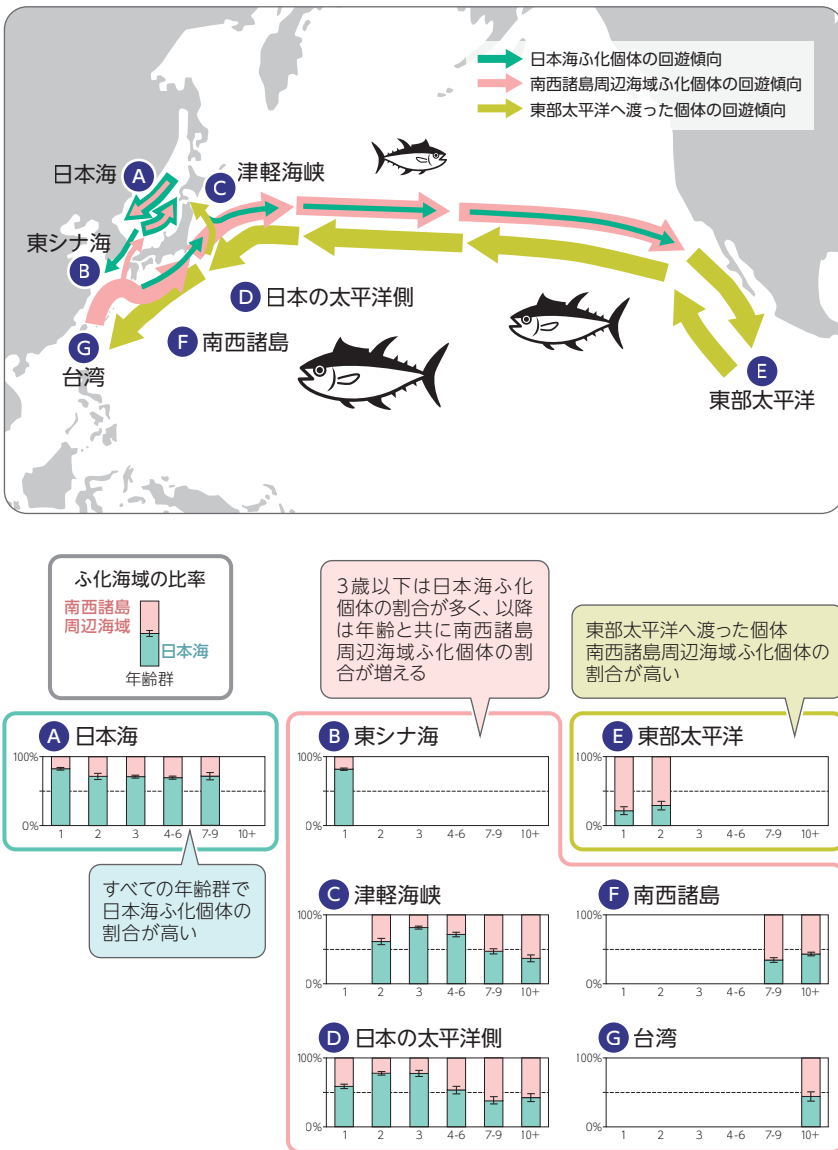 日本海ふ化個体の回遊傾向
南西諸島周辺海域ふ化個体の回遊傾向
東部太平洋へ渡った個体の回遊傾向
日本海 A
C 津軽海峡
東シナ海
B
D 日本の太平洋側
F 南西諸島
G
台湾
E
東部太平洋
ふ化海域の比率
南西諸島
周辺海域
日本海
年齢群
3歳以下は日本海ふ化
個体の割合が多く、以降
は年齢と共に南西諸島
周辺海域ふ化個体の割
合が増える
東部太平洋へ渡った個体
南西諸島周辺海域ふ化個体の
割合が高い
A 日本海
100%
0%
1 2 3 4-6 7-9 10+
すべての年齢群で
日本海ふ化個体の
割合が高い
B 東シナ海
100%
0%
1 2 3 4-6 7-9 10+
E 東部太平洋
100%
0%
1 2 3 4-6 7-9 10+
C 津軽海峡
100%
0%
1 2 3 4-6 7-9 10+
F 南西諸島
100%
0%
1 2 3 4-6 7-9 10+
D 日本の太平洋側
100%
0%
1 2 3 4-6 7-9 10+
G 台湾
100%
0%
1 2 3 4-6 7-9 10+